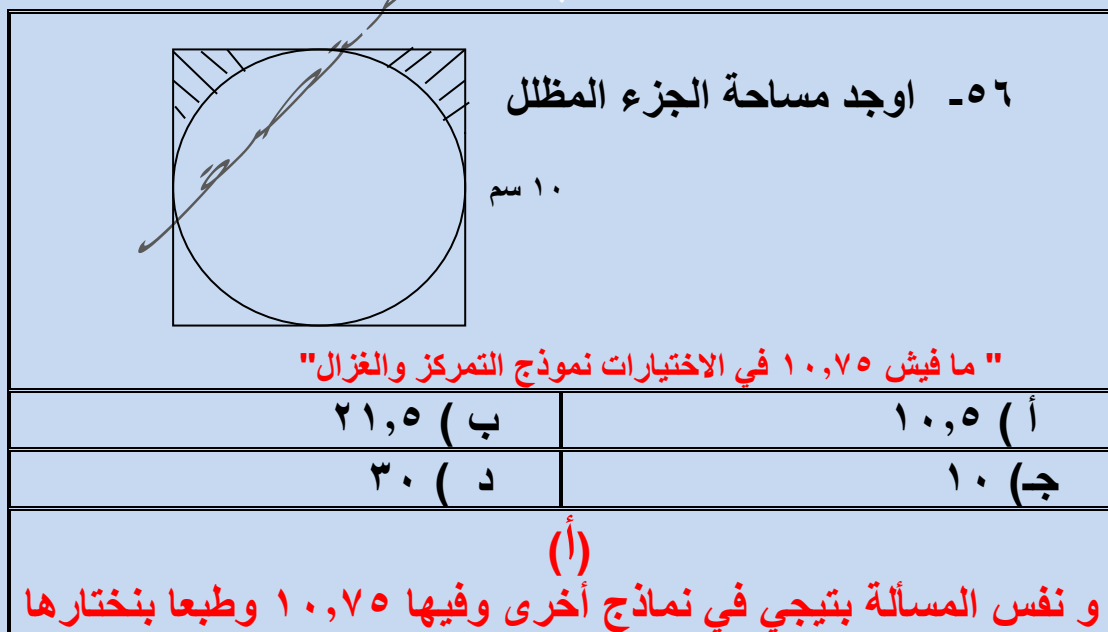 ٥٦- اوجد مساحة الجزء المظلل
١٠ سم
" ما فيش ١٠,٧٥ في الاختيارات نموذج التمركز والغزال"
أ ) ١٠,٥
ب ) ٢١,٥
جـ) ١٠
د ) ٣٠
(أ)
و نفس المسألة بتيجي في نماذج أخرى وفيها ١٠,٧٥ وطبعا بنختارها